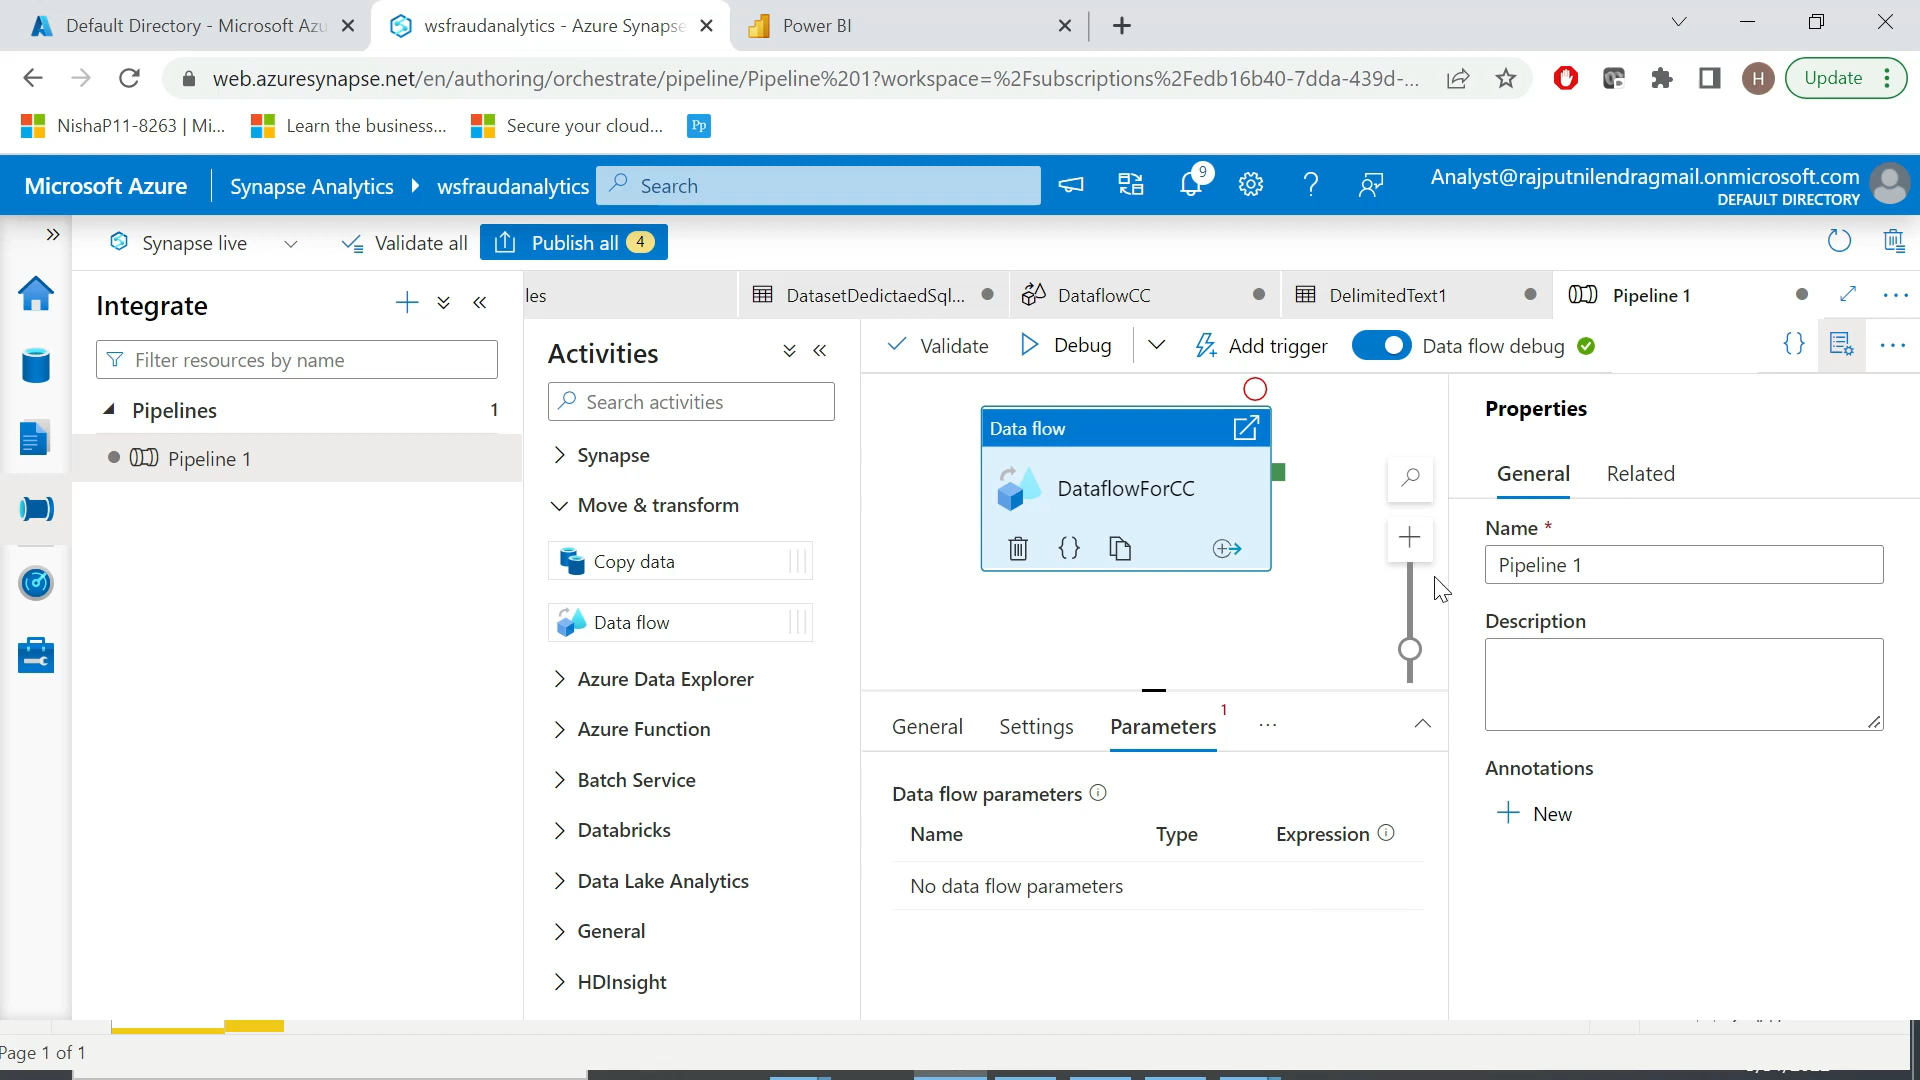 Default Directory - Microsoft Azu
wsfraudanalytics - Azure Synapse
Power BI
web.azuresynapse.net/en/authoring/orchestrate/pipeline/Pipeline%201?workspace=%2Fsubscriptions%2Fedb16b40-7dda-439d-...
H
Update
NishaP11-8263 | Mi...
Learn the business...
Secure your cloud...
Pp
Microsoft Azure
Synapse Analytics
wsfraudanalytics
Search
9
Analyst@rajputnilendragmail.onmicrosoft.com
DEFAULT DIRECTORY
Synapse live
Validate all
Publish all 4
Integrate
Filter resources by name
Pipelines 1
Pipeline 1
les
DatasetDedictaedSql...
DataflowCC
DelimitedText1
Pipeline 1
Activities
Search activities
Synapse
Move & transform
Copy data
Data flow
Azure Data Explorer
Azure Function
Batch Service
Databricks
Data Lake Analytics
General
HDInsight
Validate
Debug
Add trigger
Data flow debug
Data flow
DataflowForCC
General
Settings
Parameters 1
Data flow parameters
Name Type Expression
No data flow parameters
Properties
General
Related
Name *
Pipeline 1
Description
Annotations
New
Page 1 of 1